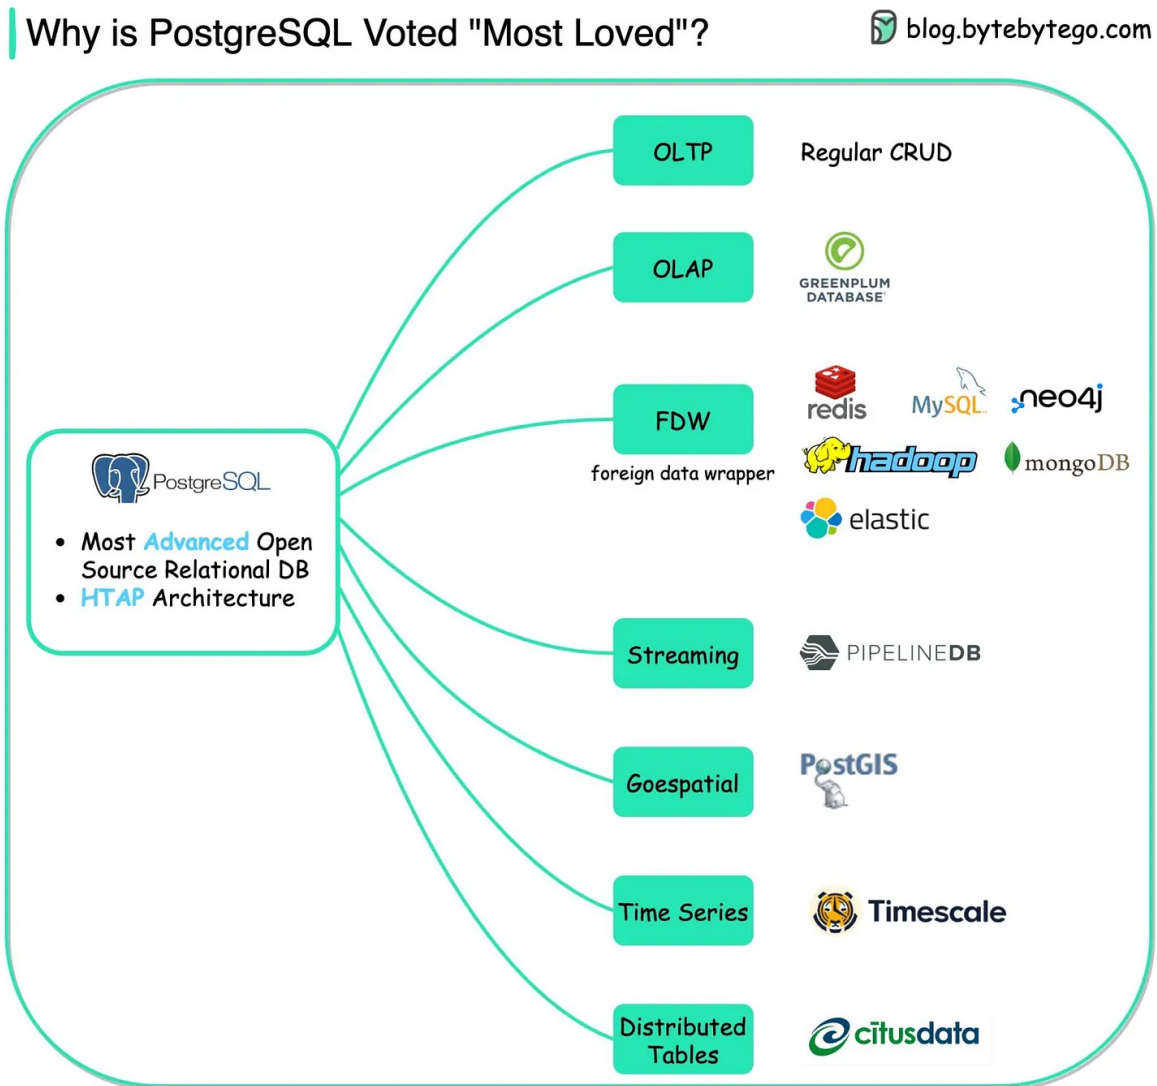 Why is PostgreSQL Voted "Most Loved"?
blog.bytebytego.com
OLTP
Regular CRUD
OLAP
GREENPLUM
DATABASE
FDW
foreign data wrapper
redis
MySQL
neo4j
hadoop
mongoDB
elastic
PostgreSQL
• Most Advanced Open
Source Relational DB
• HTAP Architecture
Streaming
PIPELINEDB
Goespatial
PostGIS
Time Series
Timescale
Distributed
Tables
citusdata